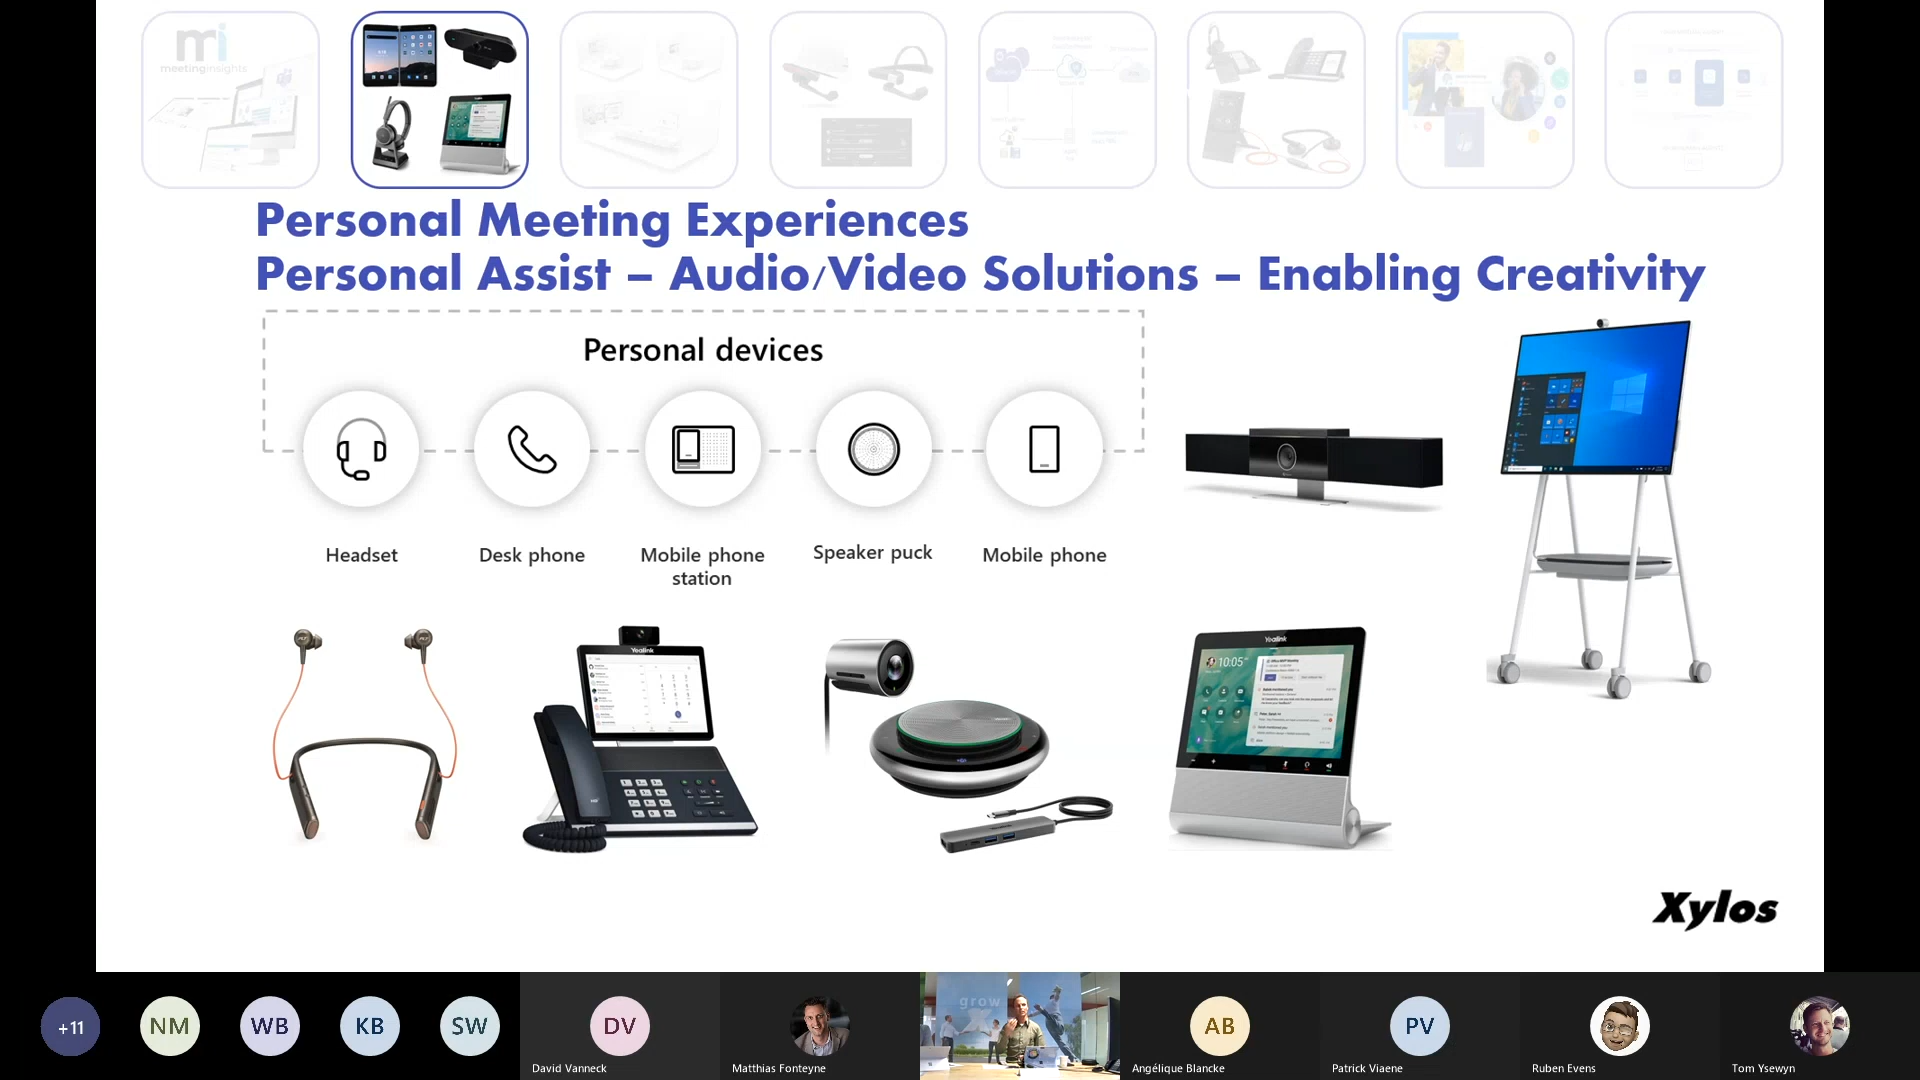 mi
meetinginsights
Personal Meeting Experiences
Personal Assist – Audio/Video Solutions – Enabling Creativity
Personal devices
Headset
Desk phone
Mobile phone
station
Speaker puck
Mobile phone
Yealink
Yealink
10:05
Xylos
grow
+11
NM
WB
KB
SW
DV
AB
PV
David Vanneck
Matthias Fonteyne
Angélique Blancke
Patrick Viaene
Ruben Evens
Tom Ysewyn